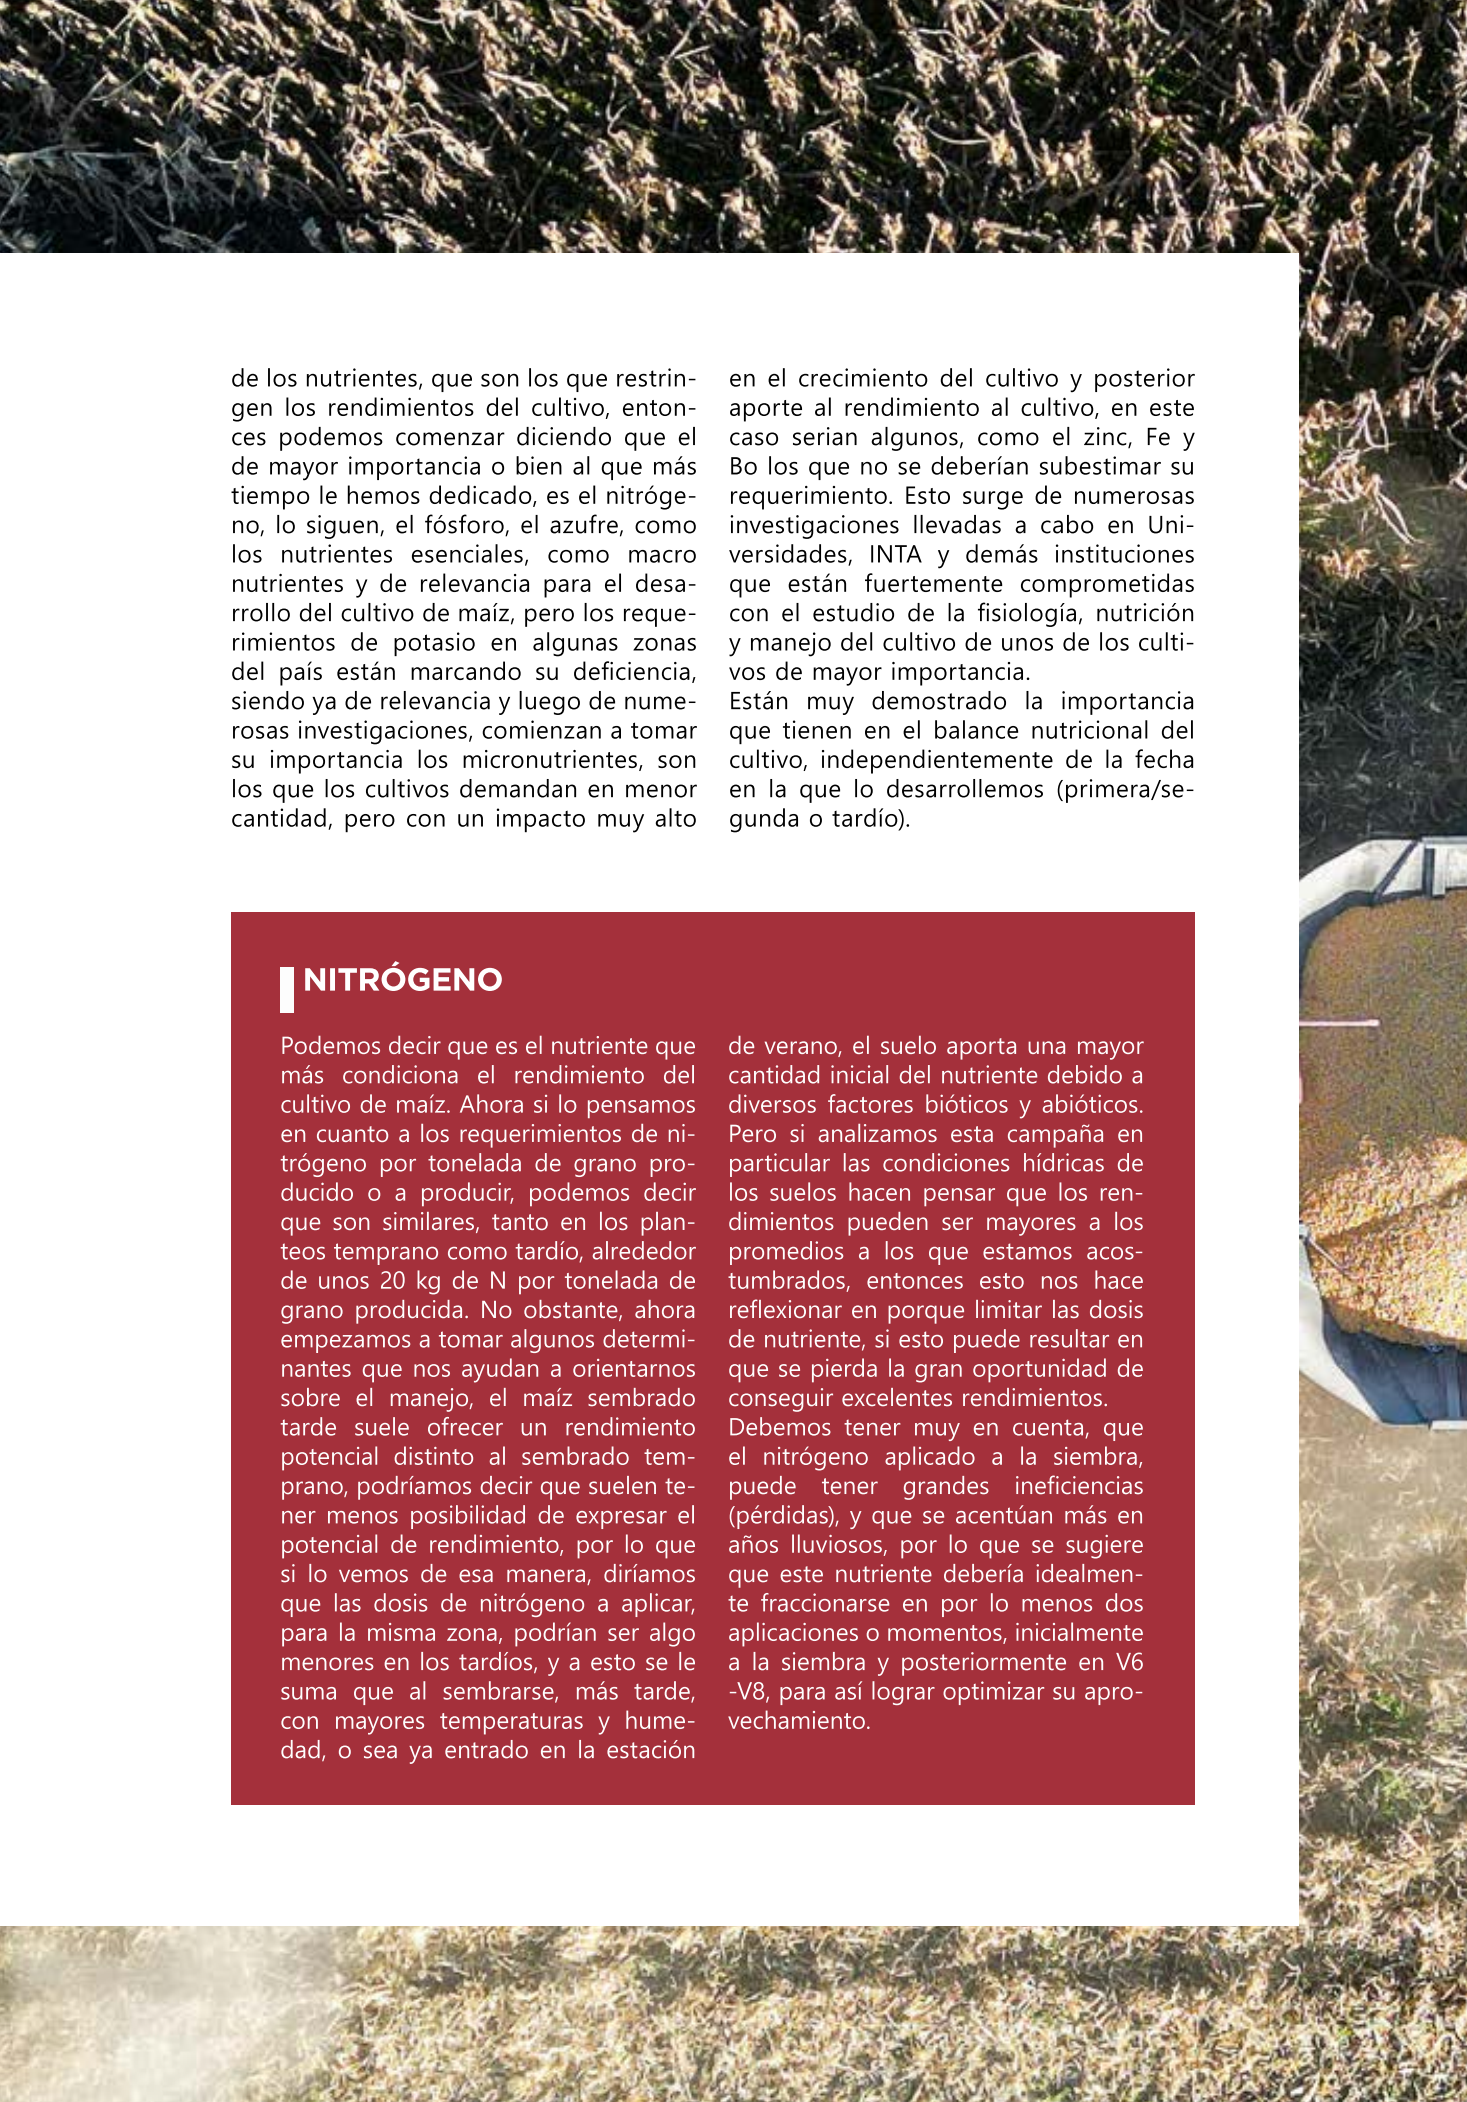 de los nutrientes, que son los que restrin-
gen los rendimientos del cultivo, enton-
ces podemos comenzar diciendo que el
de mayor importancia o bien al que más
tiempo le hemos dedicado, es el nitróge-
no, lo siguen, el fósforo, el azufre, como
los nutrientes esenciales, como macro
nutrientes y de relevancia para el desa-
rrollo del cultivo de maíz, pero los reque-
rimientos de potasio en algunas zonas
del país están marcando su deficiencia,
siendo ya de relevancia y luego de nume-
rosas investigaciones, comienzan a tomar
su importancia los micronutrientes, son
los que los cultivos demandan en menor
cantidad, pero con un impacto muy alto
en el crecimiento del cultivo y posterior
aporte al rendimiento al cultivo, en este
caso serian algunos, como el zinc, Fe y
Bo los que no se deberían subestimar su
requerimiento. Esto surge de numerosas
investigaciones llevadas a cabo en Uni-
versidades, INTA y demás instituciones
que están fuertemente comprometidas
con el estudio de la fisiología, nutrición
y manejo del cultivo de unos de los culti-
vos de mayor importancia.
Están muy demostrado la importancia
que tienen en el balance nutricional del
cultivo, independientemente de la fecha
en la que lo desarrollemos (primera/se-
gunda o tardío).
NITRÓGENO
Podemos decir que es el nutriente que
más condiciona el rendimiento del
cultivo de maíz. Ahora si lo pensamos
en cuanto a los requerimientos de ni-
trógeno por tonelada de grano pro-
ducido o a producir, podemos decir
que son similares, tanto en los plan-
teos temprano como tardío, alrededor
de unos 20 kg de N por tonelada de
grano producida. No obstante, ahora
empezamos a tomar algunos determi-
nantes que nos ayudan a orientarnos
sobre el manejo, el maíz sembrado
tarde suele ofrecer un rendimiento
potencial distinto al sembrado tem-
prano, podríamos decir que suelen te-
ner menos posibilidad de expresar el
potencial de rendimiento, por lo que
si lo vemos de esa manera, diríamos
que las dosis de nitrógeno a aplicar,
para la misma zona, podrían ser algo
menores en los tardíos, y a esto se le
suma que al sembrarse, más tarde,
con mayores temperaturas y hume-
dad, o sea ya entrado en la estación
de verano, el suelo aporta una mayor
cantidad inicial del nutriente debido a
diversos factores bióticos y abióticos.
Pero si analizamos esta campaña en
particular las condiciones hídricas de
los suelos hacen pensar que los ren-
dimientos pueden ser mayores a los
promedios a los que estamos acos-
tumbrados, entonces esto nos hace
reflexionar en porque limitar las dosis
de nutriente, si esto puede resultar en
que se pierda la gran oportunidad de
conseguir excelentes rendimientos.
Debemos tener muy en cuenta, que
el nitrógeno aplicado a la siembra,
puede tener grandes ineficiencias
(pérdidas), y que se acentúan más en
años lluviosos, por lo que se sugiere
que este nutriente debería idealmen-
te fraccionarse en por lo menos dos
aplicaciones o momentos, inicialmente
a la siembra y posteriormente en V6
-V8, para así lograr optimizar su apro-
vechamiento.